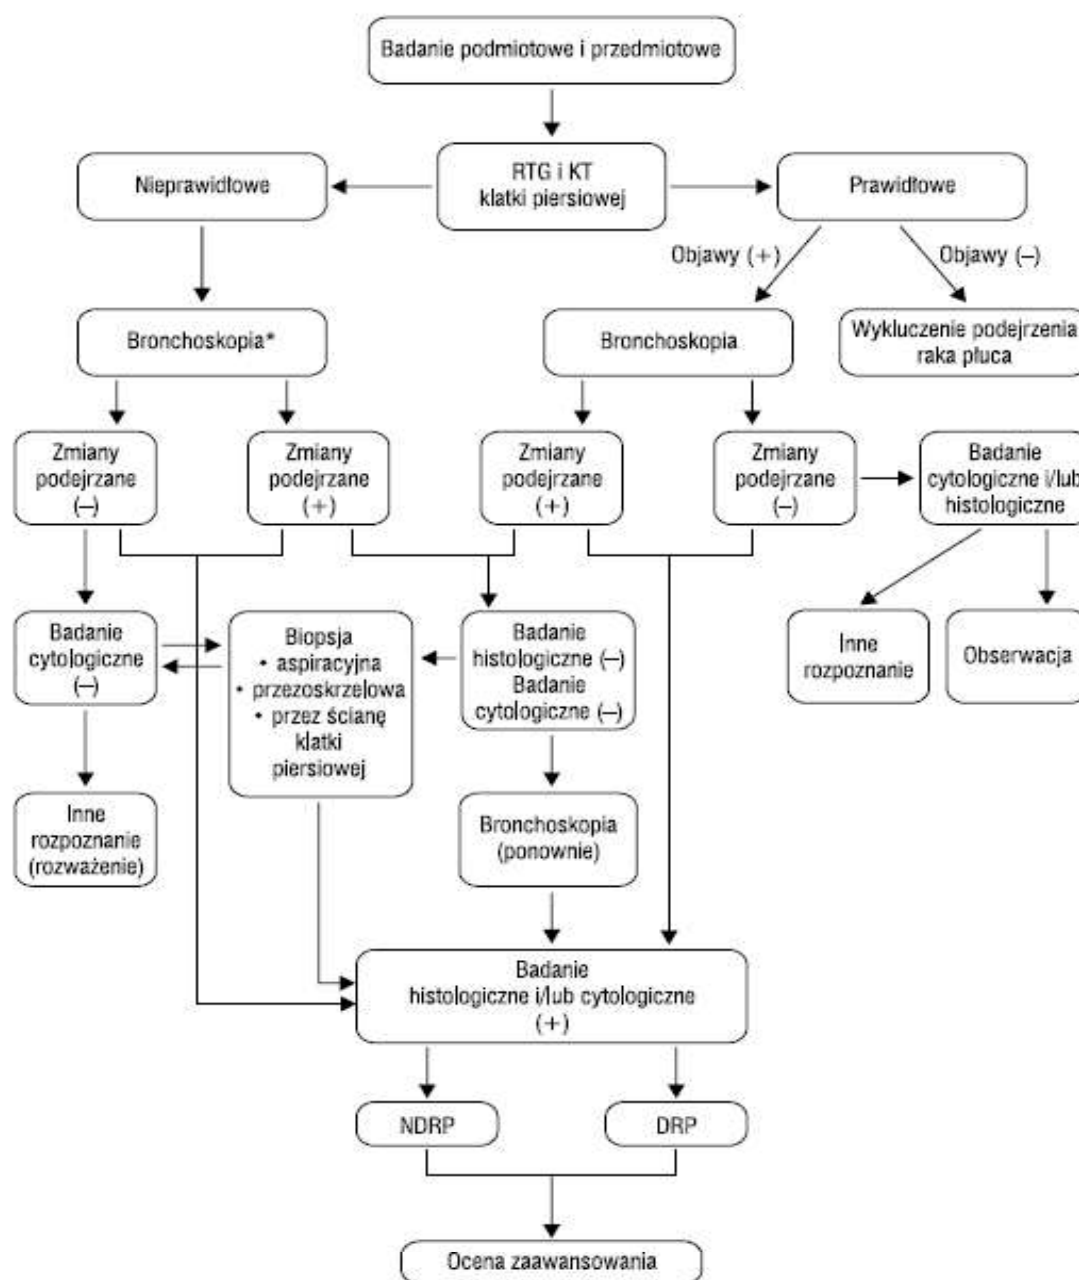 Badanie podmiotowe i przedmiotowe
RTG i KT
klatki piersiowej
Nieprawidłowe
Prawidłowe
Objawy (+)
Objawy (–)
Bronchoskopia*
Bronchoskopia
Wykluczenie podejrzenia
raka płuca
Zmiany
podejrzane
(–)
Zmiany
podejrzane
(+)
Zmiany
podejrzane
(+)
Zmiany
podejrzane
(–)
Badanie
cytologiczne i/lub
histologiczne
Badanie
cytologiczne
(–)
Biopsja
• aspiracyjna
• przezoskrzelowa
• przez ścianę
klatki
piersiowej
Badanie
histologiczne (–)
Badanie
cytologiczne (–)
Inne
rozpoznanie
Obserwacja
Inne
rozpoznanie
(rozważenie)
Bronchoskopia
(ponownie)
Badanie
histologiczne i/lub cytologiczne
(+)
NDRP
DRP
Ocena zaawansowania